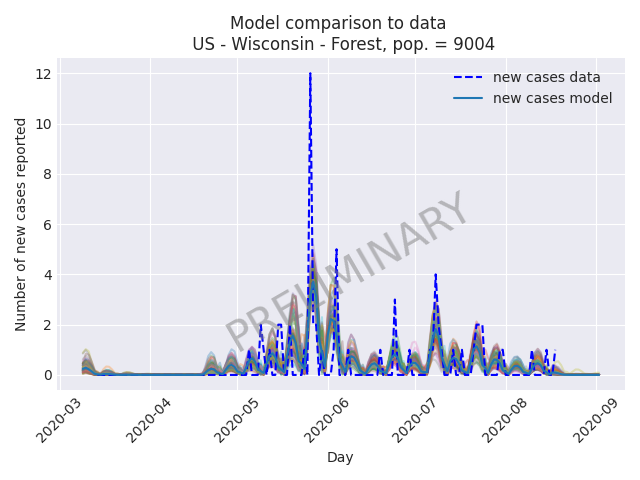 Model comparison to data
US - Wisconsin - Forest, pop. = 9004
new cases data
new cases model
12
10
8
6
4
2
0
Number of new cases reported
PRELIMINARY
2020-03
2020-04
2020-05
2020-06
2020-07
2020-08
2020-09
Day